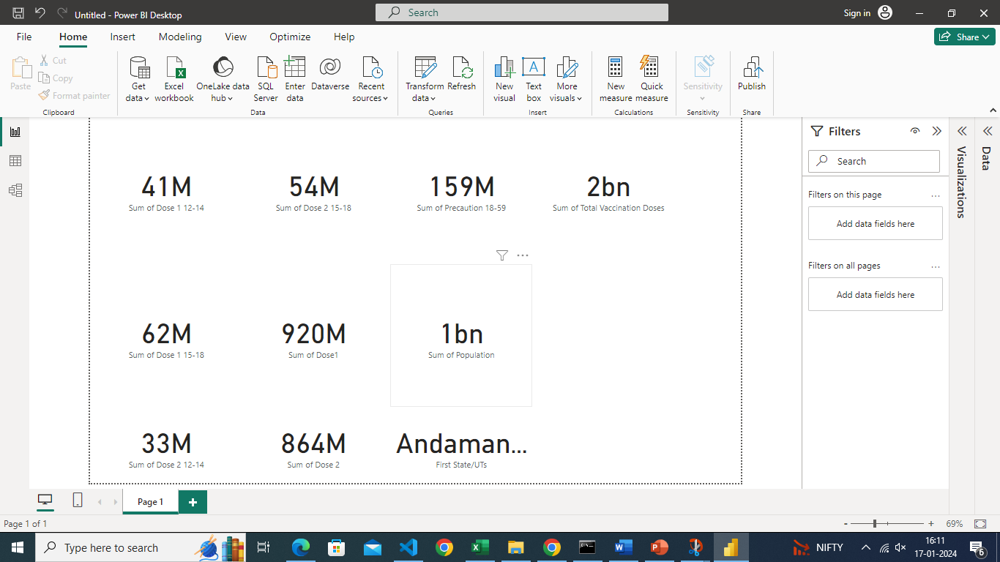 Untitled - Power BI Desktop
Search
Sign in
File Home Insert Modeling View Optimize Help
Share
Paste
Cut
Copy
Format painter
Clipboard
Get data
Excel workbook
OneLake data hub
SQL Server
Enter data
Dataverse
Recent sources
Data
Transform data
Refresh
Queries
New visual
Text box
More visuals
Insert
New measure
Quick measure
Calculations
Sensitivity
Sensitivity
Publish
Share
41M
Sum of Dose 1 12-14
54M
Sum of Dose 2 15-18
159M
Sum of Precaution 18-59
2bn
Sum of Total Vaccination Doses
62M
Sum of Dose 1 15-18
920M
Sum of Dose1
1bn
Sum of Population
33M
Sum of Dose 2 12-14
864M
Sum of Dose 2
Andaman...
First State/UTs
Filters
Search
Filters on this page ...
Add data fields here
Filters on all pages ...
Add data fields here
Visualizations
Data
Page 1
Page 1 of 1
- + 69%
Type here to search
NIFTY
16:11
17-01-2024
6